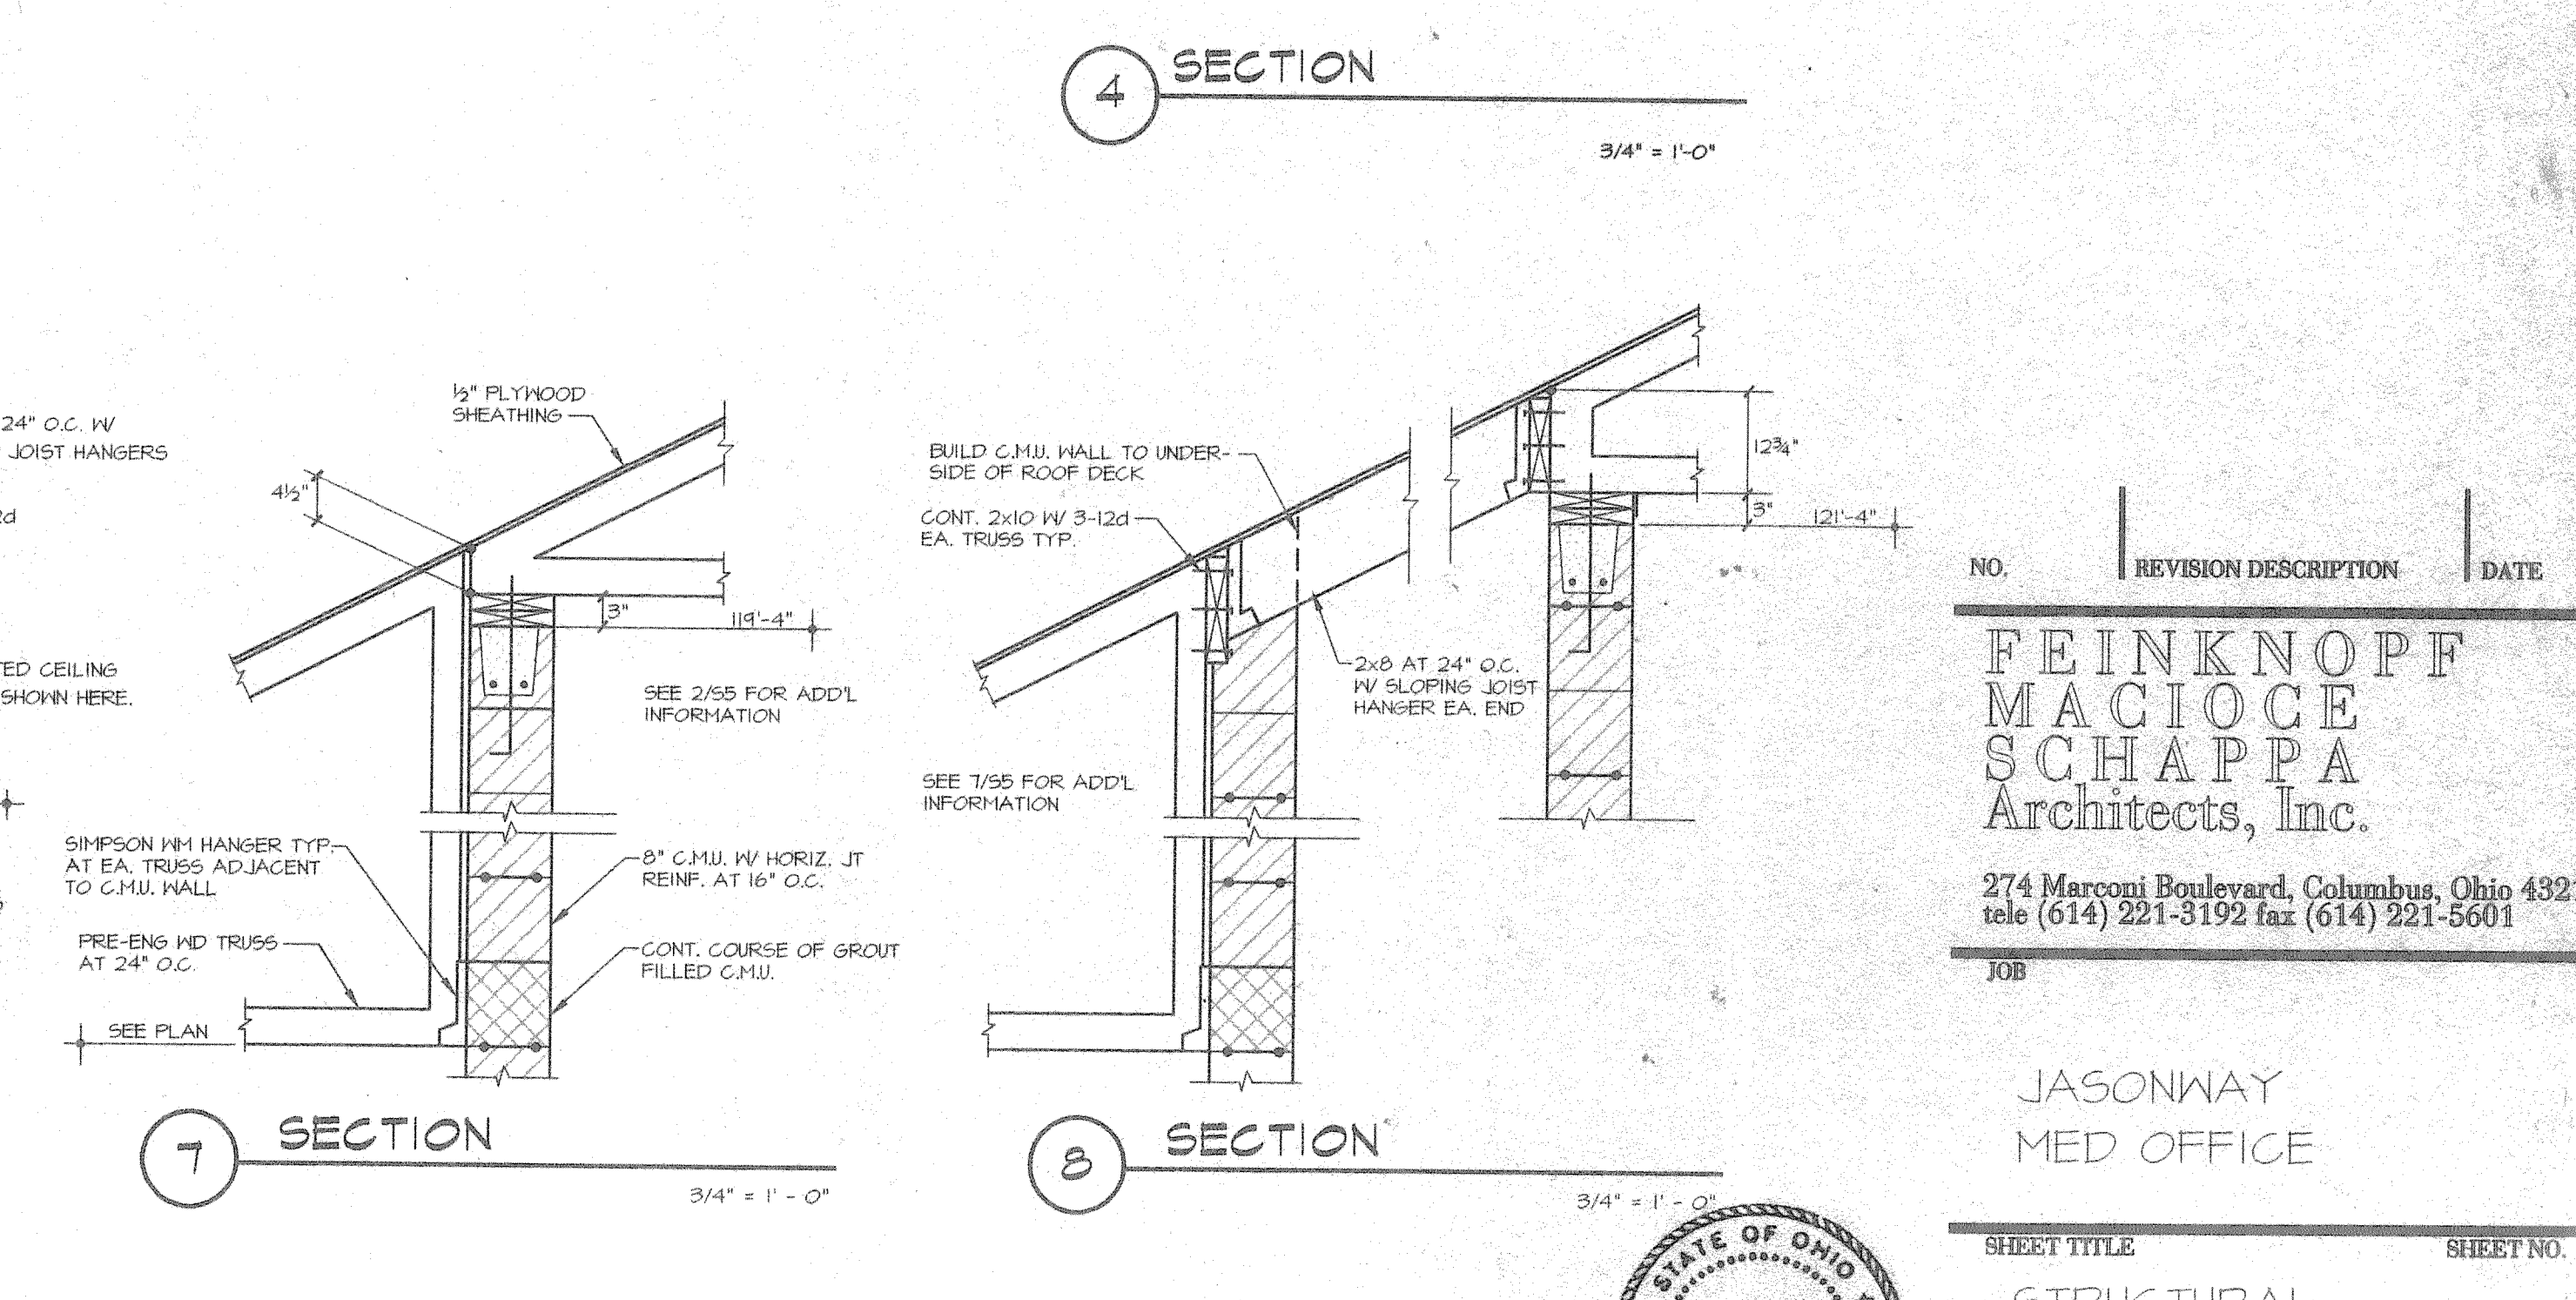 4
SECTION
3/4" = 1'-0"
24" O.C. W/
JOIST HANGERS
TED CEILING
SHOWN HERE.
½" PLYWOOD
SHEATHING
4½"
3"
119'-4"
SEE 2/S5 FOR ADD'L
INFORMATION
SIMPSON WM HANGER TYP.
AT EA. TRUSS ADJACENT
TO C.M.U. WALL
8" C.M.U. W/ HORIZ. JT
REINF. AT 16" O.C.
PRE-ENG WD TRUSS
AT 24" O.C.
CONT. COURSE OF GROUT
FILLED C.M.U.
SEE PLAN
7
SECTION
3/4" = 1' - 0"
BUILD C.M.U. WALL TO UNDER-
SIDE OF ROOF DECK
CONT. 2x10 W/ 3-12d
EA. TRUSS TYP.
12¾"
3"
121'-4"
2x8 AT 24" O.C.
W/ SLOPING JOIST
HANGER EA. END
SEE 7/S5 FOR ADD'L
INFORMATION
8
SECTION
3/4" = 1' - 0"
STATE OF OHIO
NO. REVISION DESCRIPTION DATE
FEINKNOPF
MACIOCE
SCHAPPA
Architects, Inc.
274 Marconi Boulevard, Columbus, Ohio 432
tele (614) 221-3192 fax (614) 221-5601
JOB
JASONWAY
MED OFFICE
SHEET TITLE SHEET NO.
STRUCTURAL